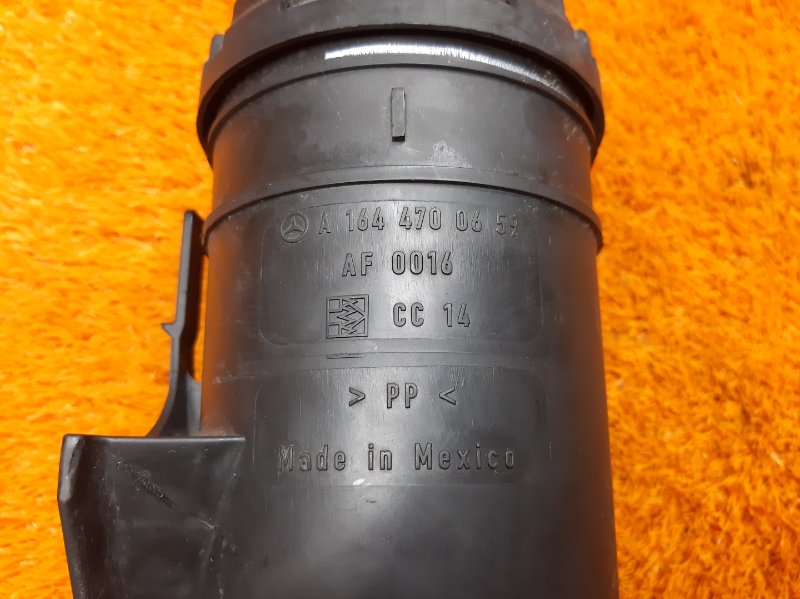 A 164 470 06 59
AF 0016
CC 14
> PP <
Made in Mexico